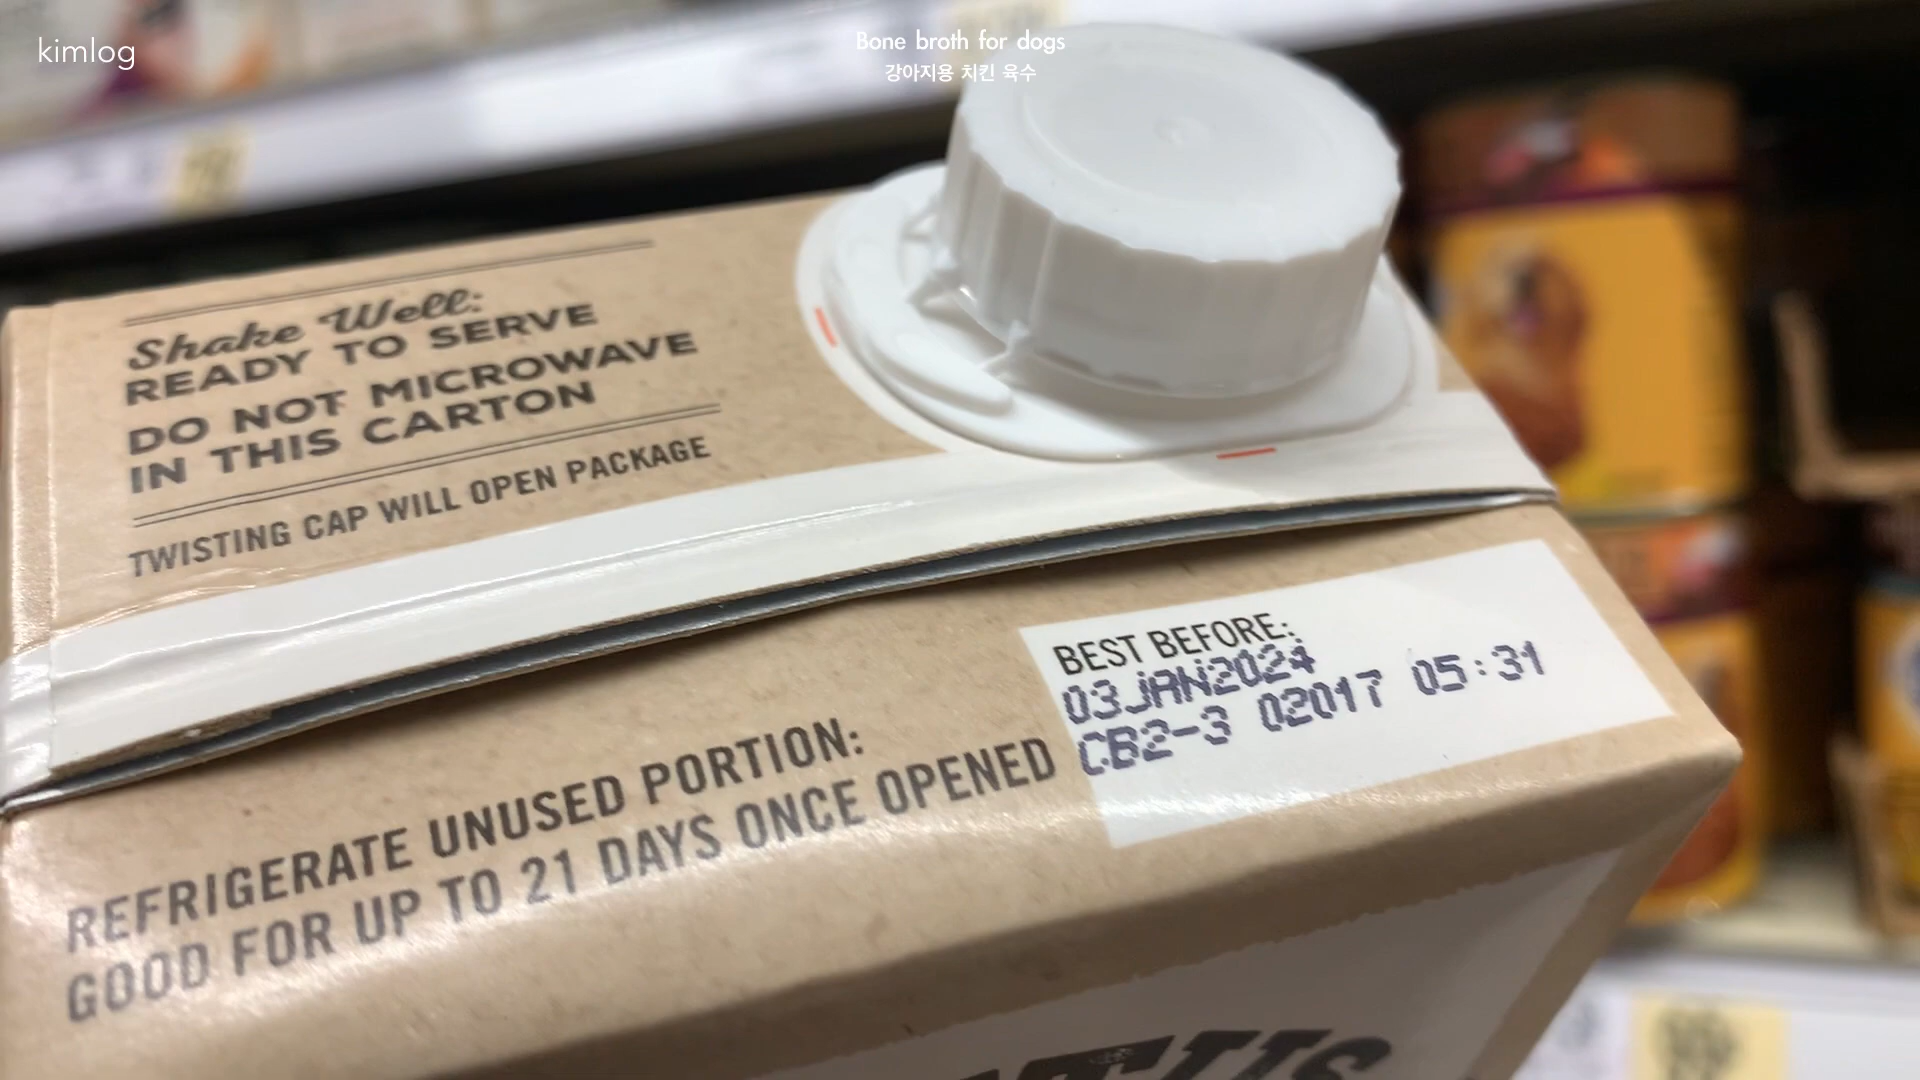 kimlog
Bone broth for dogs
강아지용 치킨 육수
Shake Well:
READY TO SERVE
DO NOT MICROWAVE
IN THIS CARTON
TWISTING CAP WILL OPEN PACKAGE
BEST BEFORE:
03JAN2024
CB2-3 02017 05:31
REFRIGERATE UNUSED PORTION:
GOOD FOR UP TO 21 DAYS ONCE OPENED